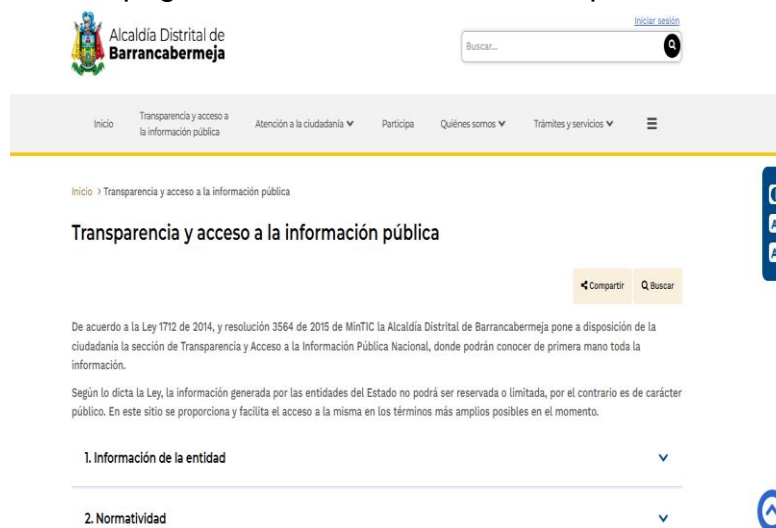 Iniciar sesión
Alcaldía Distrital de
Barrancabermeja
Buscar...
Inicio
Transparencia y acceso a
la información pública
Atención a la ciudadanía
Participa
Quiénes somos
Trámites y servicios
Inicio › Transparencia y acceso a la información pública
Transparencia y acceso a la información pública
Compartir
Buscar
De acuerdo a la Ley 1712 de 2014, y resolución 3564 de 2015 de MinTIC la Alcaldía Distrital de Barrancabermeja pone a disposición de la
ciudadanía la sección de Transparencia y Acceso a la Información Pública Nacional, donde podrán conocer de primera mano toda la
información.
Según lo dicta la Ley, la información generada por las entidades del Estado no podrá ser reservada o limitada, por el contrario es de carácter
público. En este sitio se proporciona y facilita el acceso a la misma en los términos más amplios posibles en el momento.
1. Información de la entidad
2. Normatividad